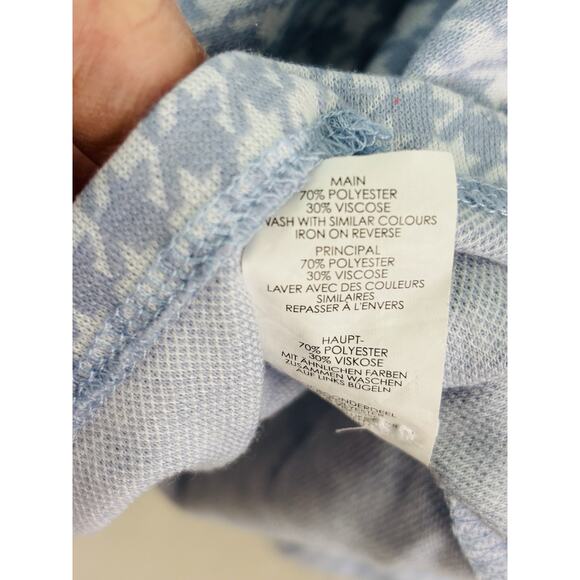 MAIN
70% POLYESTER
30% VISCOSE
WASH WITH SIMILAR COLOURS
IRON ON REVERSE
PRINCIPAL
70% POLYESTER
30% VISCOSE
LAVER AVEC DES COULEURS
SIMILAIRES
REPASSER À L'ENVERS
HAUPT-
70% POLYESTER
30% VISKOSE
MIT ÄHNLICHEN FARBEN
ZUSAMMEN WASCHEN
AUF LINKS BÜGELN